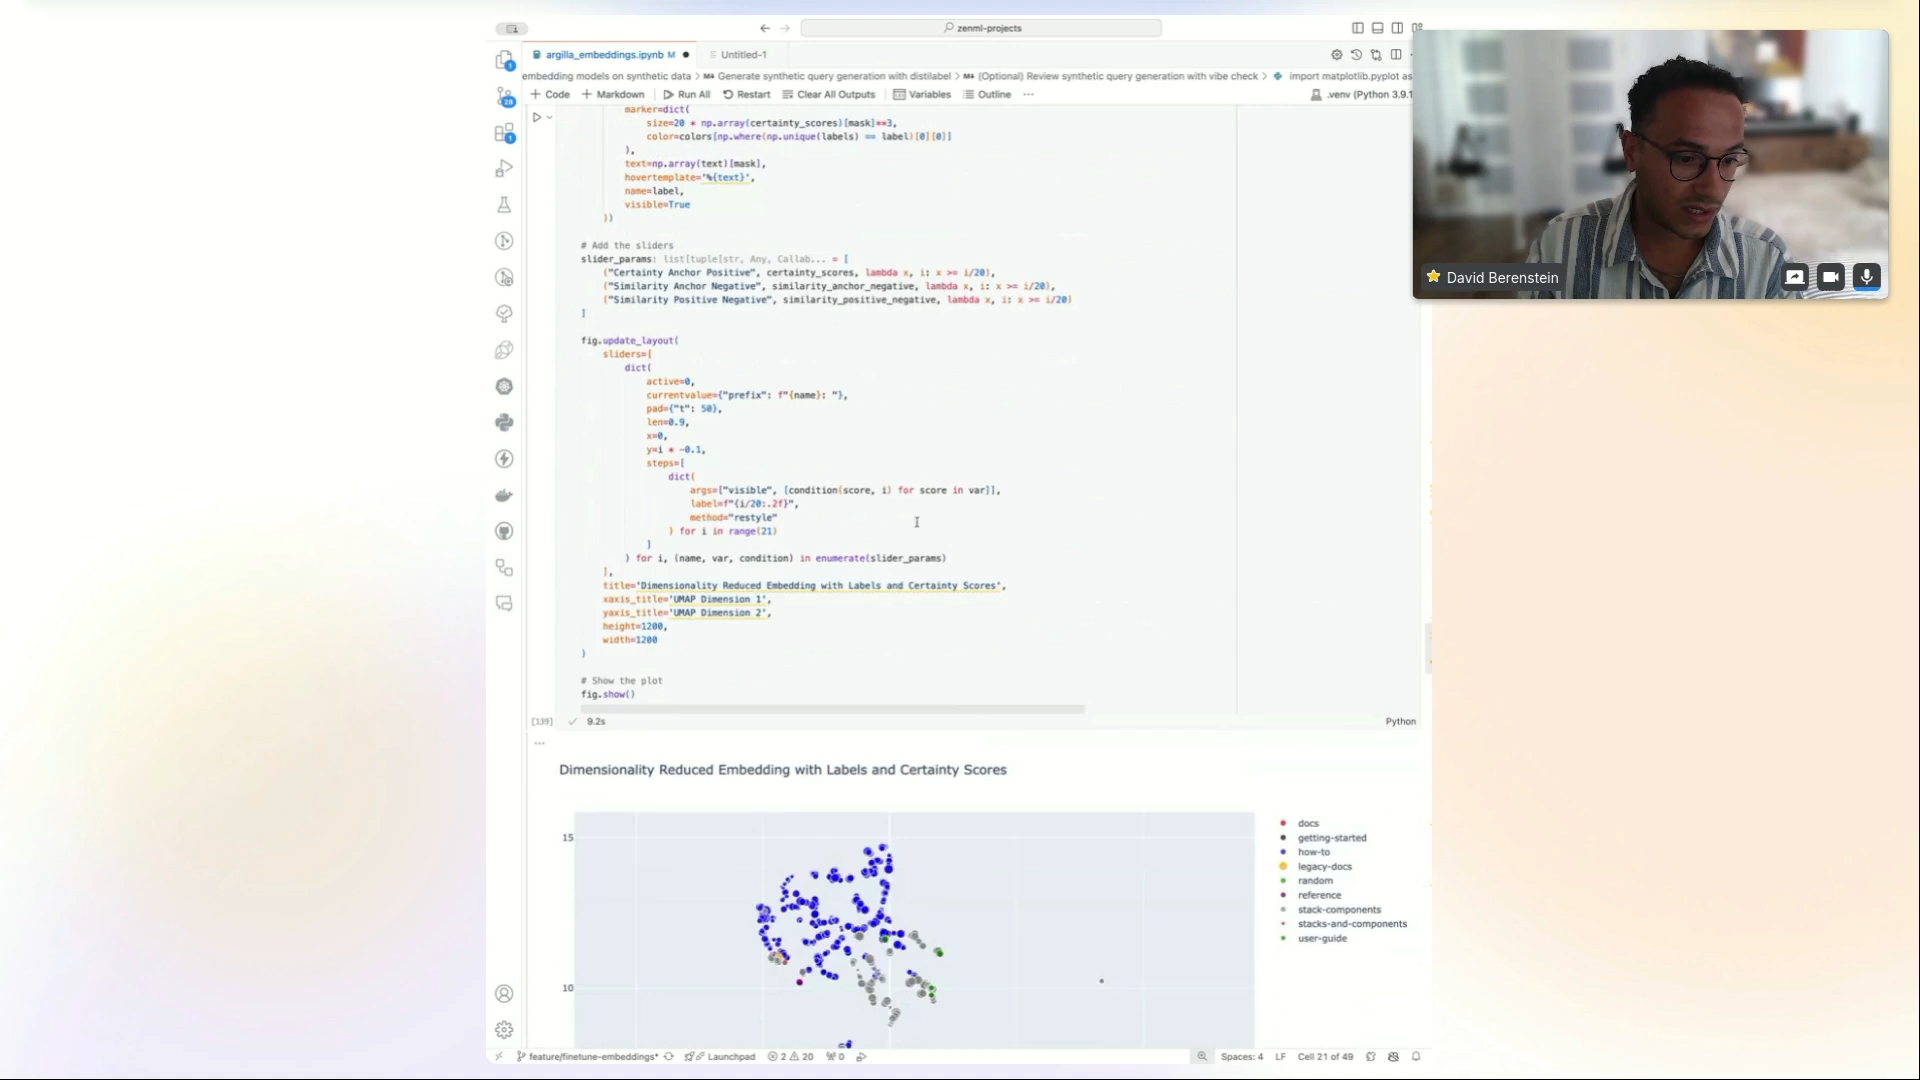 zenml-projects
argilla_embeddings.ipynb M
Untitled-1
embedding models on synthetic data > M↓ Generate synthetic query generation with distilabel > M↓ (Optional) Review synthetic query generation with vibe check > import matplotlib.pyplot as
+ Code + Markdown Run All Restart Clear All Outputs Variables Outline ... .venv (Python 3.9.1
marker=dict(
size=20 * np.array(certainty_scores)[mask]**3,
color=colors[np.where(np.unique(labels) == label)[0][0]]
),
text=np.array(text)[mask],
hovertemplate='%{text}',
name=label,
visible=True
))
# Add the sliders
slider_params: list[tuple[str, Any, Callab... = [
("Certainty Anchor Positive", certainty_scores, lambda x, i: x >= i/20),
("Similarity Anchor Negative", similarity_anchor_negative, lambda x, i: x >= i/20),
("Similarity Positive Negative", similarity_positive_negative, lambda x, i: x >= i/20)
]
fig.update_layout(
sliders=[
dict(
active=0,
currentvalue={"prefix": f"{name}: "},
pad={"t": 50},
len=0.9,
x=0,
y=i * -0.1,
steps=[
dict(
args=["visible", [condition(score, i) for score in var]],
label=f"{i/20:.2f}",
method="restyle"
) for i in range(21)
]
) for i, (name, var, condition) in enumerate(slider_params)
],
title='Dimensionality Reduced Embedding with Labels and Certainty Scores',
xaxis_title='UMAP Dimension 1',
yaxis_title='UMAP Dimension 2',
height=1200,
width=1200
)
# Show the plot
fig.show()
[139] ✓ 9.2s Python
...
Dimensionality Reduced Embedding with Labels and Certainty Scores
15
10
docs
getting-started
how-to
legacy-docs
random
reference
stack-components
stacks-and-components
user-guide
feature/finetune-embeddings* Launchpad 2 20 0 Spaces: 4 LF Cell 21 of 49
David Berenstein
1
28
1